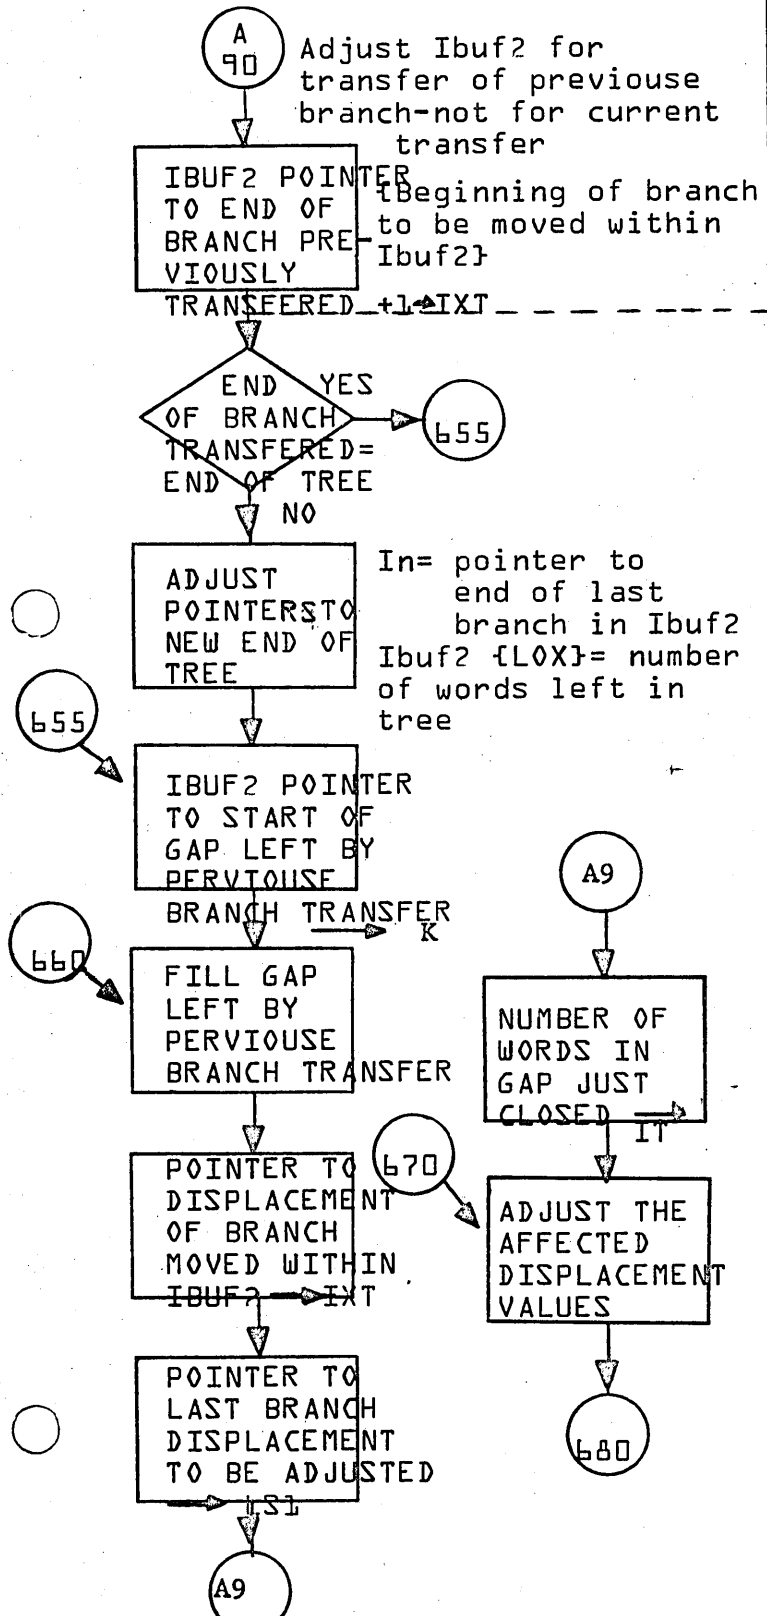 A
90
Adjust Ibuf2 for
transfer of previouse
branch-not for current
transfer
IBUF2 POINTER
TO END OF
BRANCH PRE-
VIOUSLY
TRANSFERED +1→IXT
{Beginning of branch
to be moved within
Ibuf2}
END YES
OF BRANCH
TRANSFERED=
END OF TREE
NO
655
ADJUST
POINTERS TO
NEW END OF
TREE
In= pointer to
end of last
branch in Ibuf2
Ibuf2 {LOX}= number
of words left in
tree
655
IBUF2 POINTER
TO START OF
GAP LEFT BY
PERVIOUSE
BRANCH TRANSFER
→ K
660
FILL GAP
LEFT BY
PERVIOUSE
BRANCH TRANSFER
POINTER TO
DISPLACEMENT
OF BRANCH
MOVED WITHIN
IBUF2 → IXT
POINTER TO
LAST BRANCH
DISPLACEMENT
TO BE ADJUSTED
→ IS1
A9
A9
NUMBER OF
WORDS IN
GAP JUST
CLOSED →
IT
670
ADJUST THE
AFFECTED
DISPLACEMENT
VALUES
680